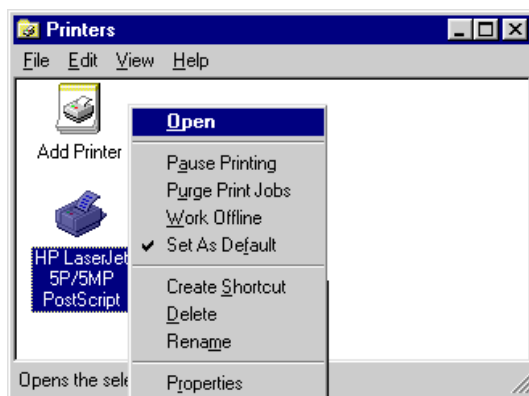 Printers
File Edit View Help
Add Printer
HP LaserJet
5P/5MP
PostScript
Open
Pause Printing
Purge Print Jobs
Work Offline
Set As Default
Create Shortcut
Delete
Rename
Properties
Opens the sele